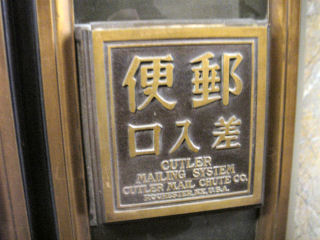 郵便
差入口
CUTLER
MAILING SYSTEM
CUTLER MAIL CHUTE CO.
ROCHESTER, N.Y., U.S.A.